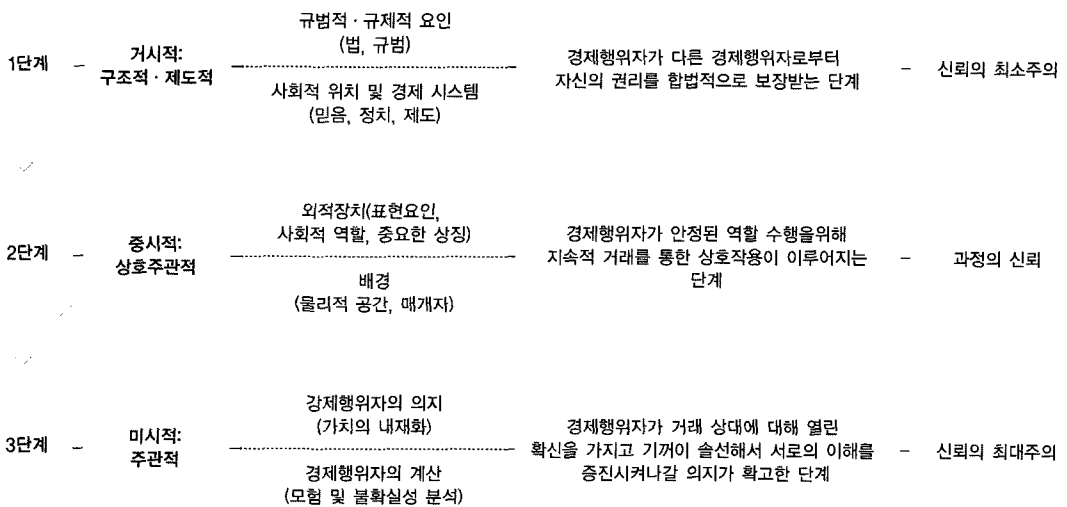 1단계 – 거시적: 구조적 · 제도적
규범적 · 규제적 요인
(법, 규범)
사회적 위치 및 경제 시스템
(믿음, 정치, 제도)
경제행위자가 다른 경제행위자로부터
자신의 권리를 합법적으로 보장받는 단계
– 신뢰의 최소주의
2단계 – 중시적: 상호주관적
외적장치(표현요인,
사회적 역할, 중요한 상징)
배경
(물리적 공간, 매개자)
경제행위자가 안정된 역할 수행을위해
지속적 거래를 통한 상호작용이 이루어지는
단계
– 과정의 신뢰
3단계 – 미시적: 주관적
강제행위자의 의지
(가치의 내재화)
경제행위자의 계산
(모험 및 불확실성 분석)
경제행위자가 거래 상대에 대해 열린
확신을 가지고 기꺼이 솔선해서 서로의 이해를
증진시켜나갈 의지가 확고한 단계
– 신뢰의 최대주의